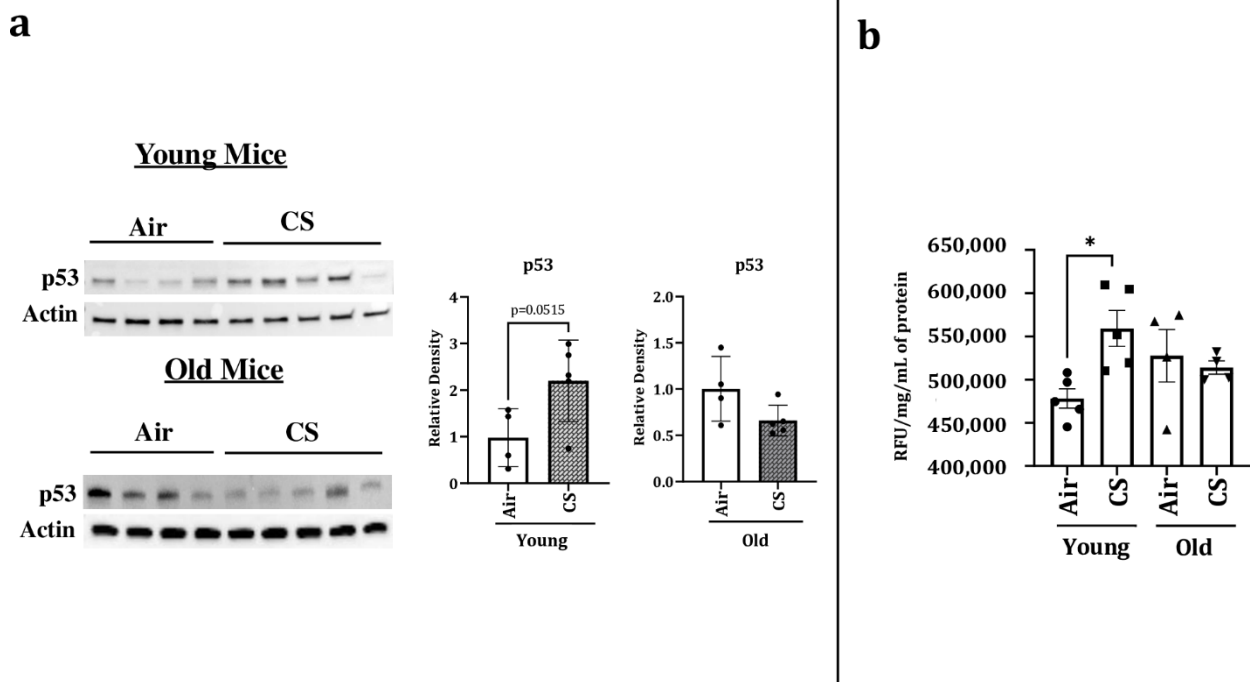 a
Young Mice
Air CS
p53
Actin
Old Mice
Air CS
p53
Actin
p53
Relative Density
4
3
2
1
0
p=0.0515
Air CS
Young
p53
Relative Density
2.0
1.5
1.0
0.5
0.0
Air CS
Old
b
RFU/mg/mL of protein
650,000
600,000
550,000
500,000
450,000
400,000
*
Air CS Air CS
Young Old